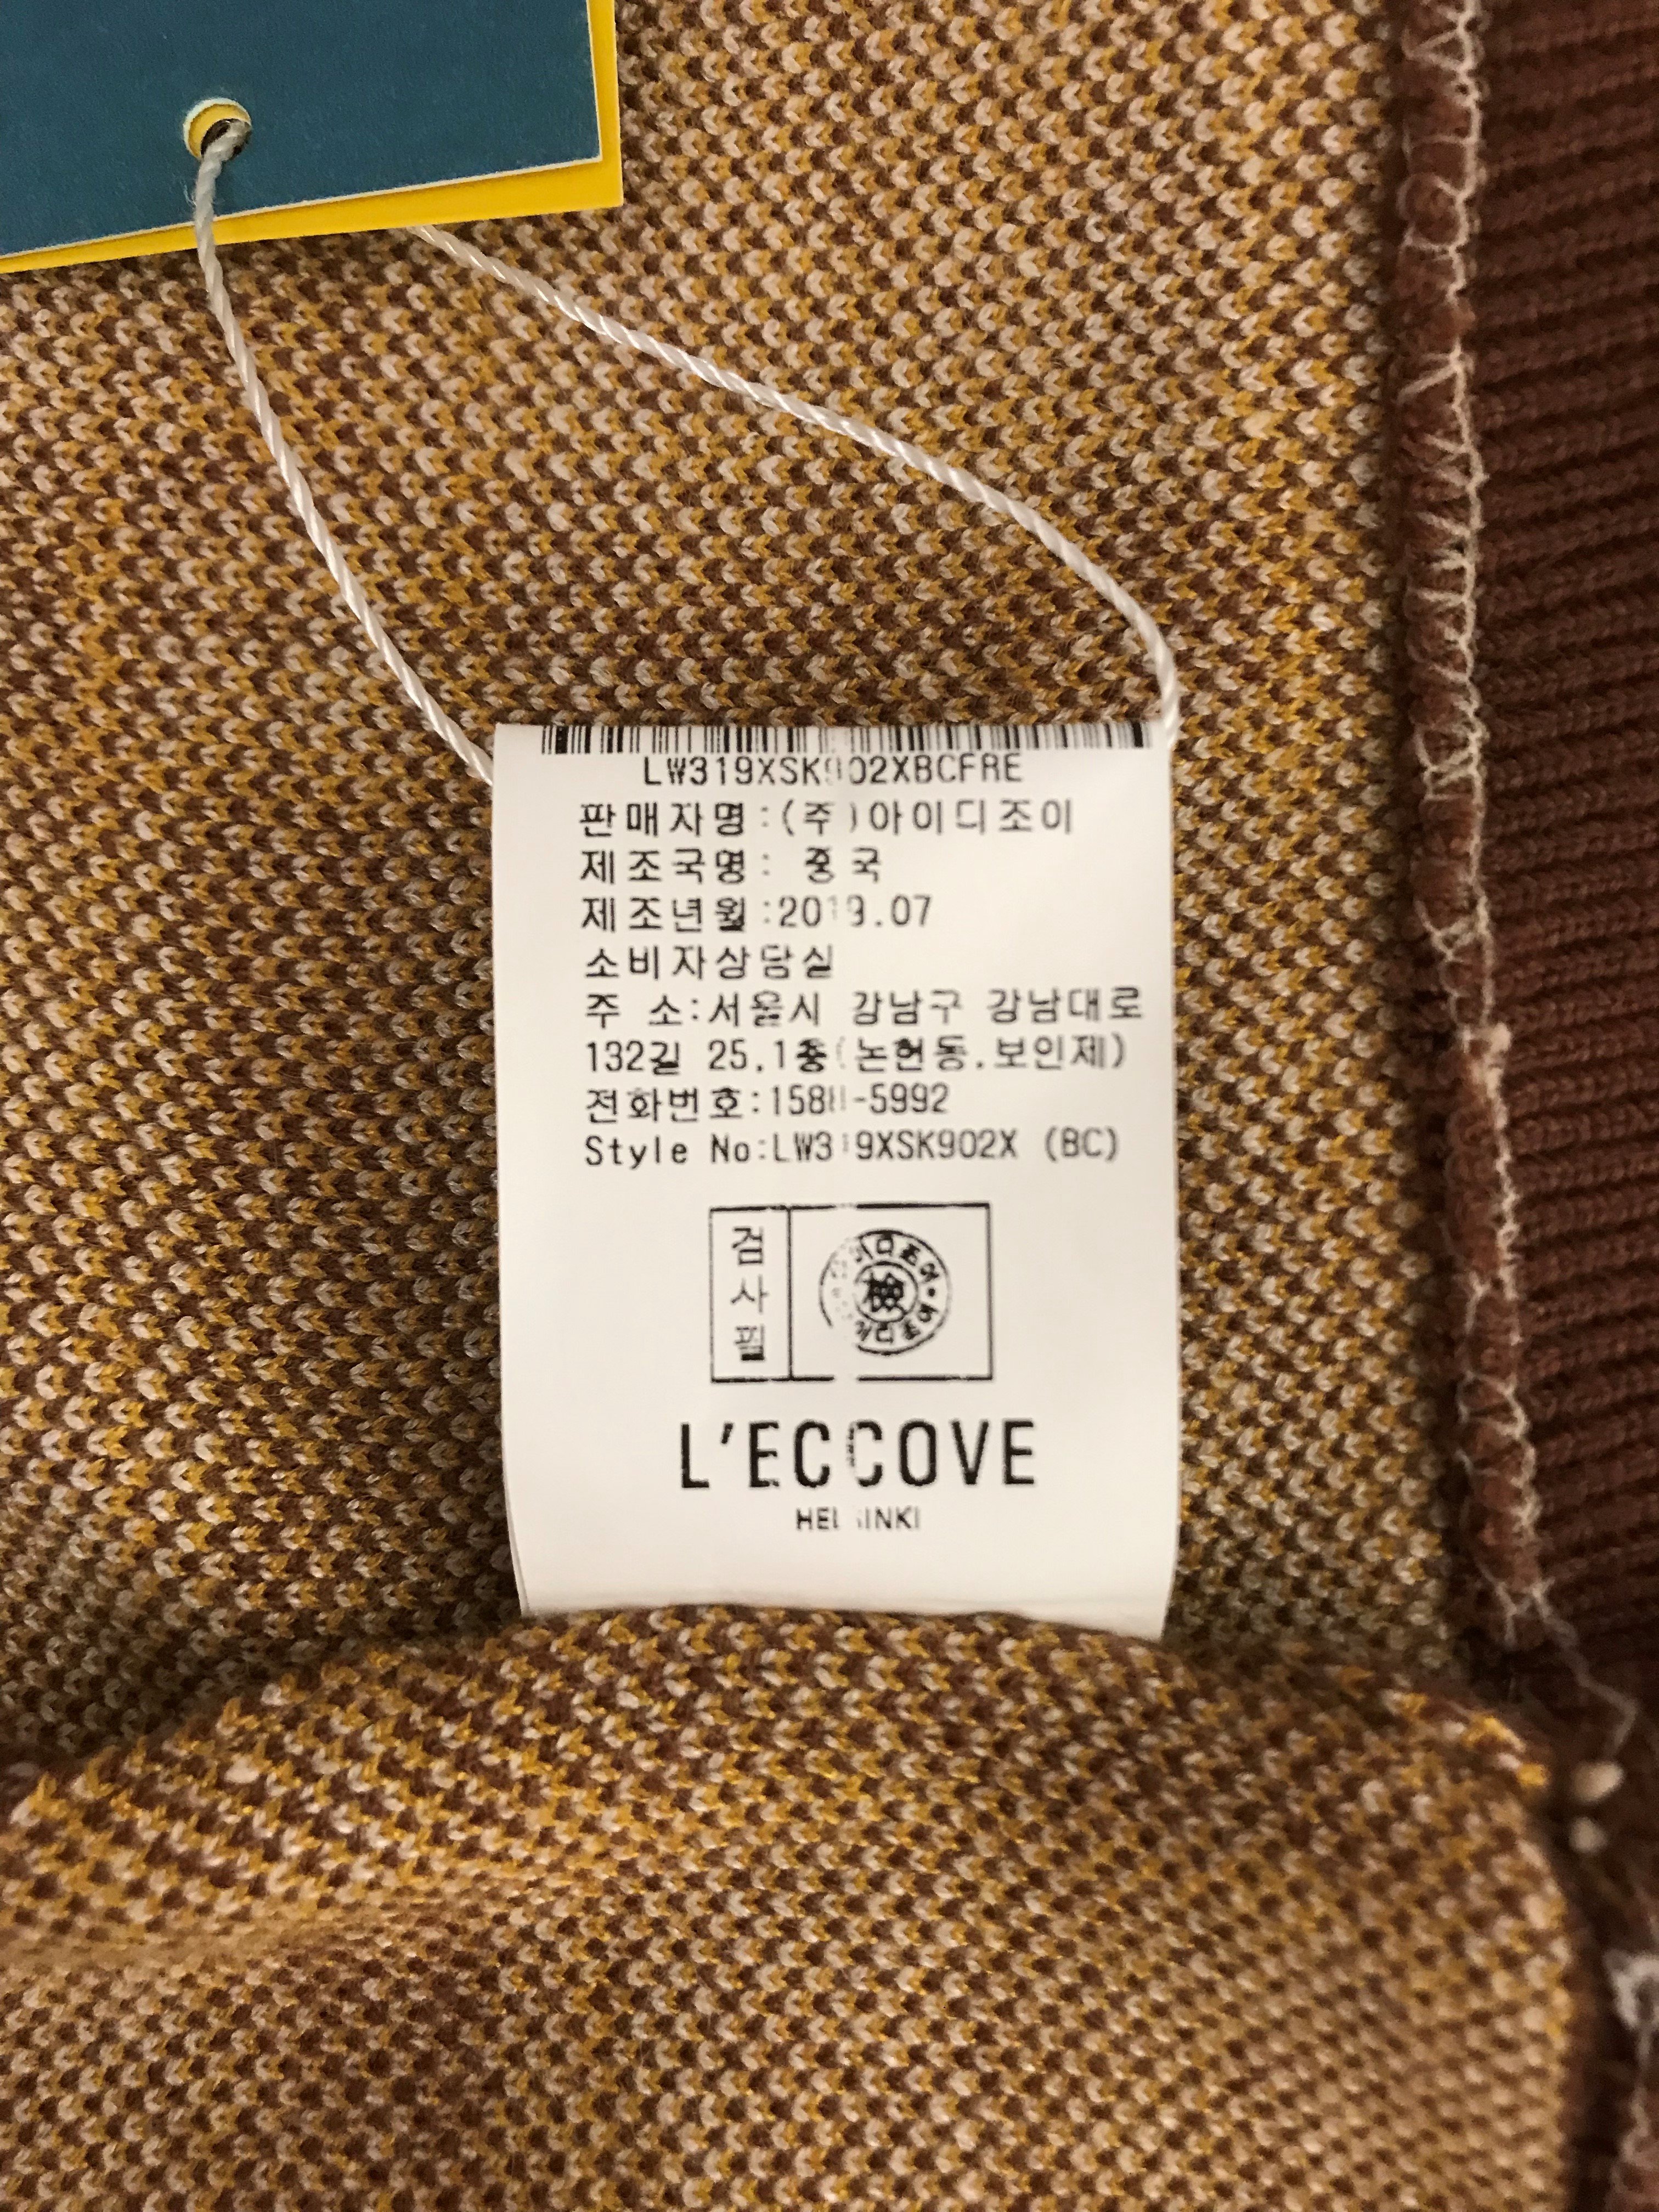 LW319XSK902XBCFRE
판매자명:(주)아이디조이
제조국명: 중국
제조년월:2019.07
소비자상담실
주 소:서울시 강남구 강남대로
132길 25,1층(논현동.보인제)
전화번호:1588-5992
Style No:LW319XSK902X (BC)
검
사
필
檢
L'ECCOVE
HELSINKI